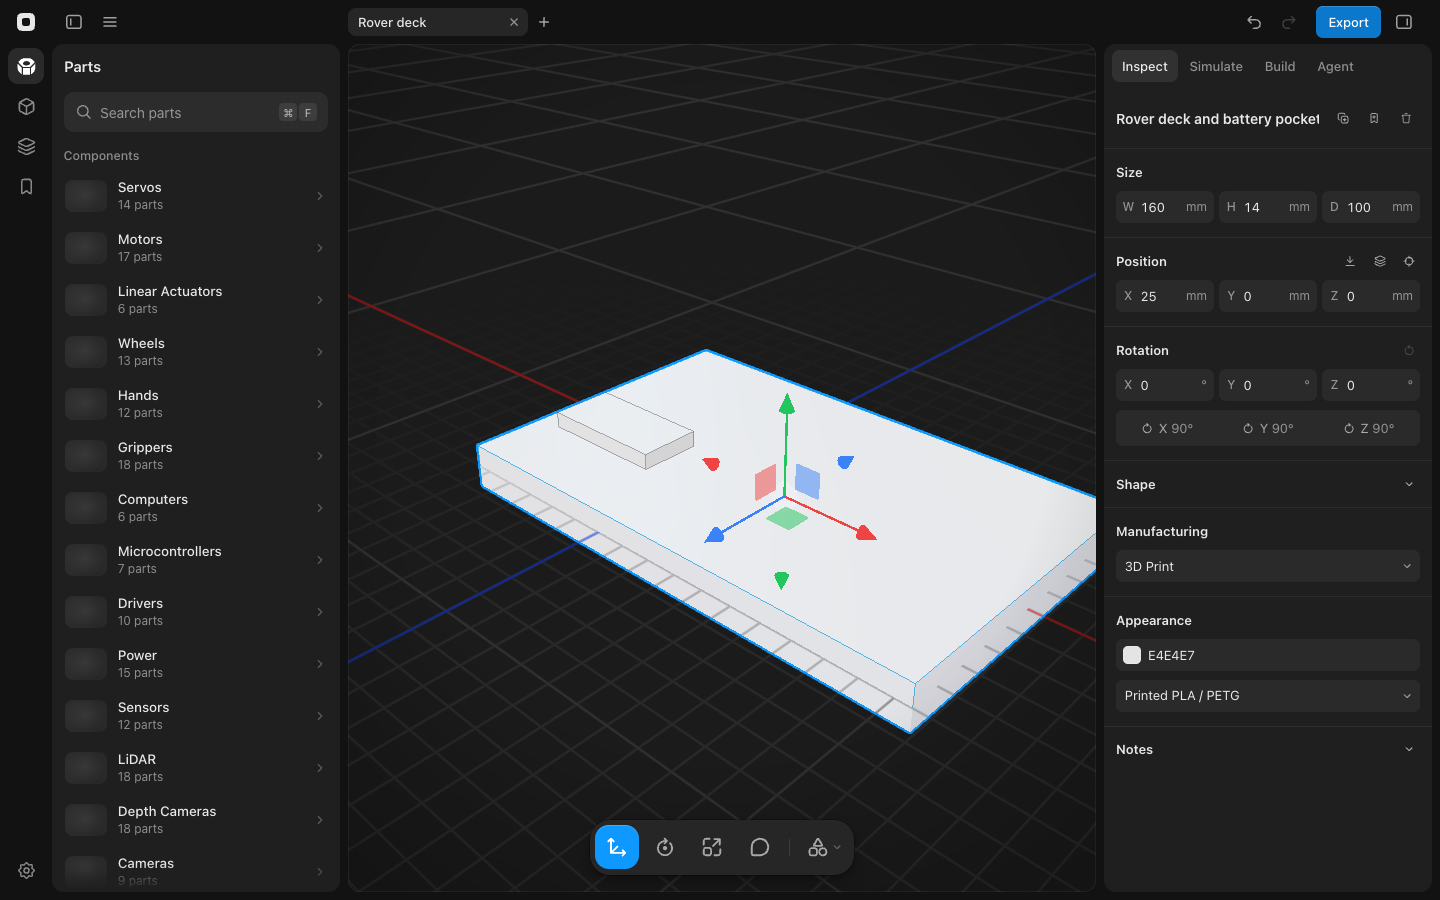 Rover deck
Export
Parts
Search parts
⌘ F
Components
Servos
14 parts
Motors
17 parts
Linear Actuators
6 parts
Wheels
13 parts
Hands
12 parts
Grippers
18 parts
Computers
6 parts
Microcontrollers
7 parts
Drivers
10 parts
Power
15 parts
Sensors
12 parts
LiDAR
18 parts
Depth Cameras
18 parts
Cameras
9 parts
Inspect Simulate Build Agent
Rover deck and battery pocket
Size
W 160 mm H 14 mm D 100 mm
Position
X 25 mm Y 0 mm Z 0 mm
Rotation
X 0 ° Y 0 ° Z 0 °
X 90° Y 90° Z 90°
Shape
Manufacturing
3D Print
Appearance
E4E4E7
Printed PLA / PETG
Notes